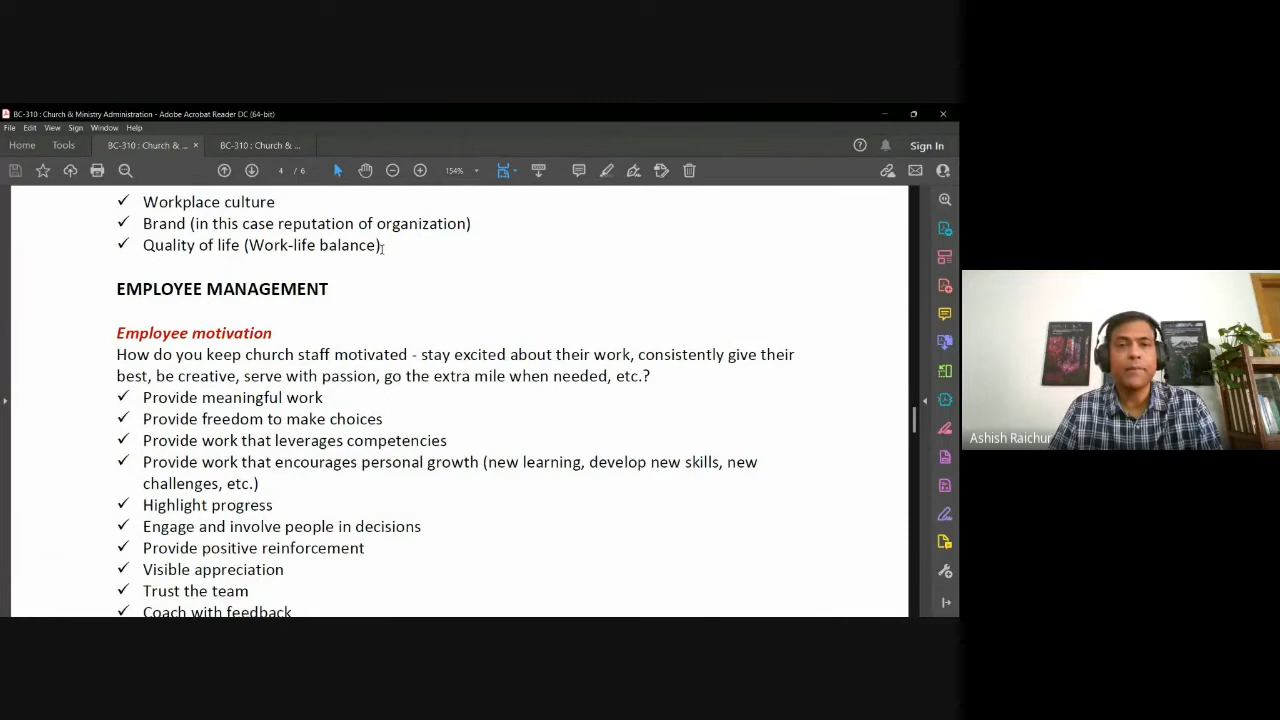 BC-310 : Church & Ministry Administration - Adobe Acrobat Reader DC (64-bit)
File Edit View Sign Window Help
Home Tools BC-310 : Church & ... × BC-310 : Church & ... Sign In
4 / 6 154%
✓ Workplace culture
✓ Brand (in this case reputation of organization)
✓ Quality of life (Work-life balance)
EMPLOYEE MANAGEMENT
Employee motivation
How do you keep church staff motivated - stay excited about their work, consistently give their
best, be creative, serve with passion, go the extra mile when needed, etc.?
✓ Provide meaningful work
✓ Provide freedom to make choices
✓ Provide work that leverages competencies
✓ Provide work that encourages personal growth (new learning, develop new skills, new
challenges, etc.)
✓ Highlight progress
✓ Engage and involve people in decisions
✓ Provide positive reinforcement
✓ Visible appreciation
✓ Trust the team
✓ Coach with feedback
Ashish Raichur